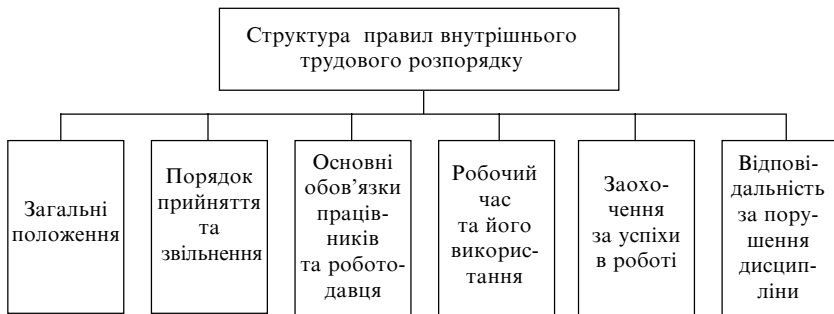 Структура правил внутрішнього
трудового розпорядку
Загальні
положення
Порядок
прийняття
та
звільнення
Основні
обов’язки
праців-
ників
та робото-
давця
Робочий
час
та його
викорис-
тання
Заохо-
чення
за успіхи
в роботі
Відпові-
дальність
за пору-
шення
дисцип-
ліни